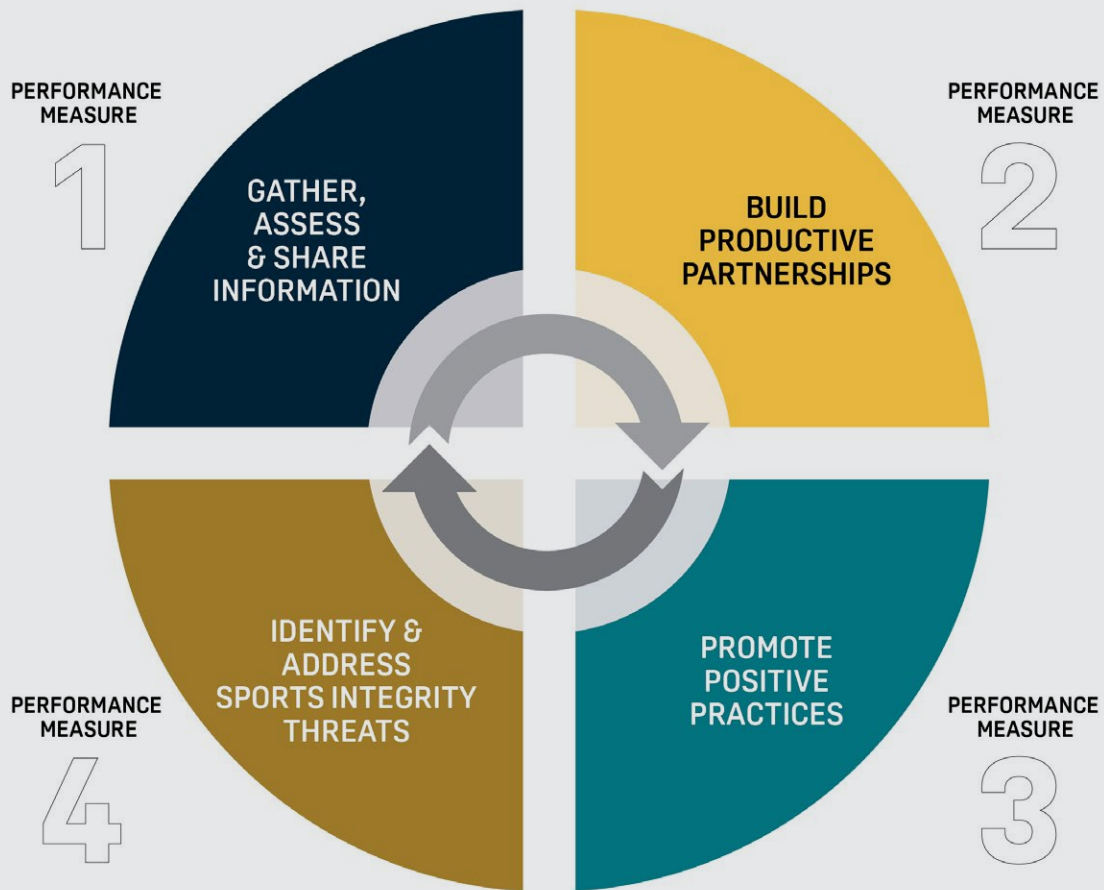 PERFORMANCE
MEASURE
1
GATHER,
ASSESS
& SHARE
INFORMATION
PERFORMANCE
MEASURE
2
BUILD
PRODUCTIVE
PARTNERSHIPS
PERFORMANCE
MEASURE
3
PROMOTE
POSITIVE
PRACTICES
PERFORMANCE
MEASURE
4
IDENTIFY &
ADDRESS
SPORTS INTEGRITY
THREATS